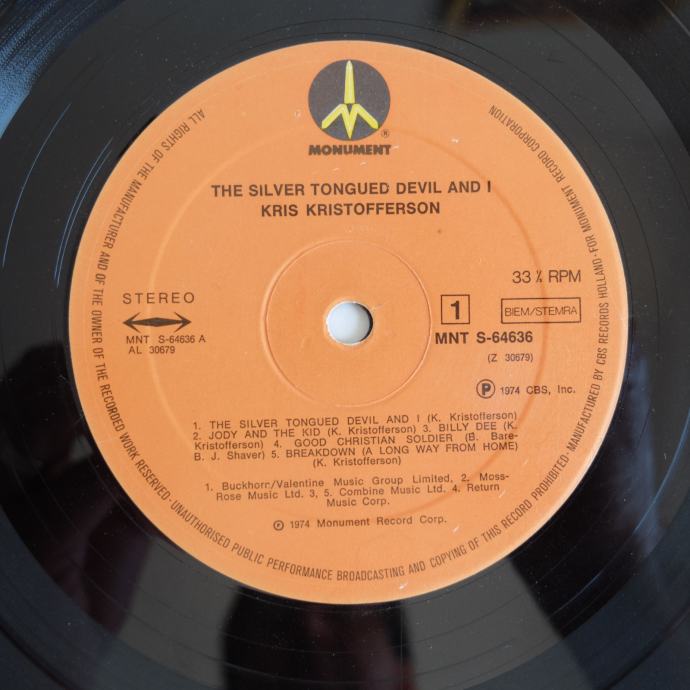 MONUMENT
®
THE SILVER TONGUED DEVIL AND I
KRIS KRISTOFFERSON
STEREO
MNT S-64636 A
AL 30679
33 ⅓ RPM
1
BIEM/STEMRA
MNT S-64636
(Z 30679)
Ⓟ 1974 CBS, Inc.
1. THE SILVER TONGUED DEVIL AND I (K. Kristofferson)
2. JODY AND THE KID (K. Kristofferson) 3. BILLY DEE (K.
Kristofferson) 4. GOOD CHRISTIAN SOLDIER (B. Bare-
B. J. Shaver) 5. BREAKDOWN (A LONG WAY FROM HOME)
(K. Kristofferson)
1. Buckhorn/Valentine Music Group Limited, 2. Moss-
Rose Music Ltd. 3, 5. Combine Music Ltd. 4. Return
Music Corp.
Ⓟ 1974 Monument Record Corp.
ALL RIGHTS OF THE MANUFACTURER AND OF THE OWNER OF THE RECORDED WORK RESERVED · UNAUTHORISED PUBLIC PERFORMANCE BROADCASTING AND COPYING OF THIS RECORD PROHIBITED · MANUFACTURED BY CBS RECORDS HOLLAND · FOR MONUMENT RECORD CORPORATION